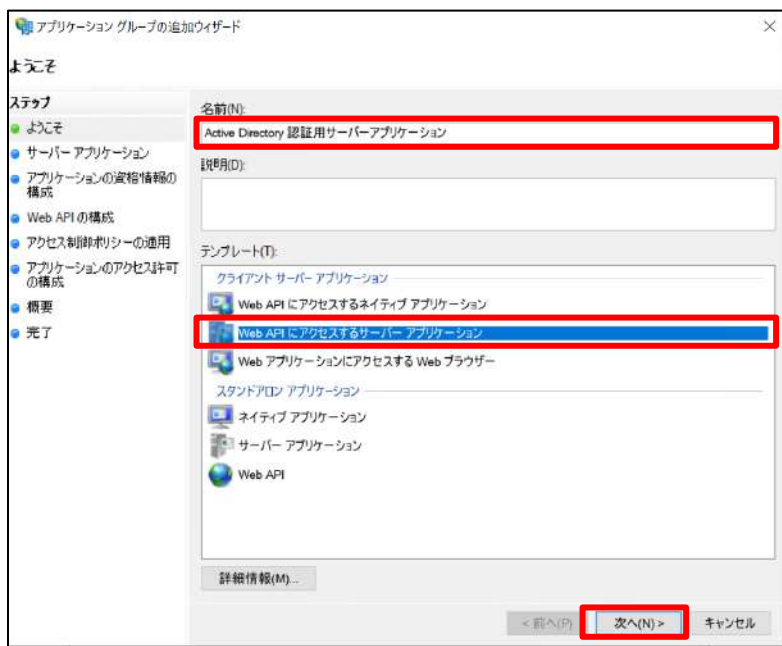 アプリケーション グループの追加ウィザード
ようこそ
ステップ
ようこそ
サーバー アプリケーション
アプリケーションの資格情報の
構成
Web API の構成
アクセス制御ポリシーの適用
アプリケーションのアクセス許可
の構成
概要
完了
名前(N):
Active Directory 認証用サーバーアプリケーション
説明(D):
テンプレート(T):
クライアント サーバー アプリケーション
Web API にアクセスするネイティブ アプリケーション
Web API にアクセスするサーバー アプリケーション
Web アプリケーションにアクセスする Web ブラウザー
スタンドアロン アプリケーション
ネイティブ アプリケーション
サーバー アプリケーション
Web API
詳細情報(M)...
< 前へ(P) 次へ(N) > キャンセル